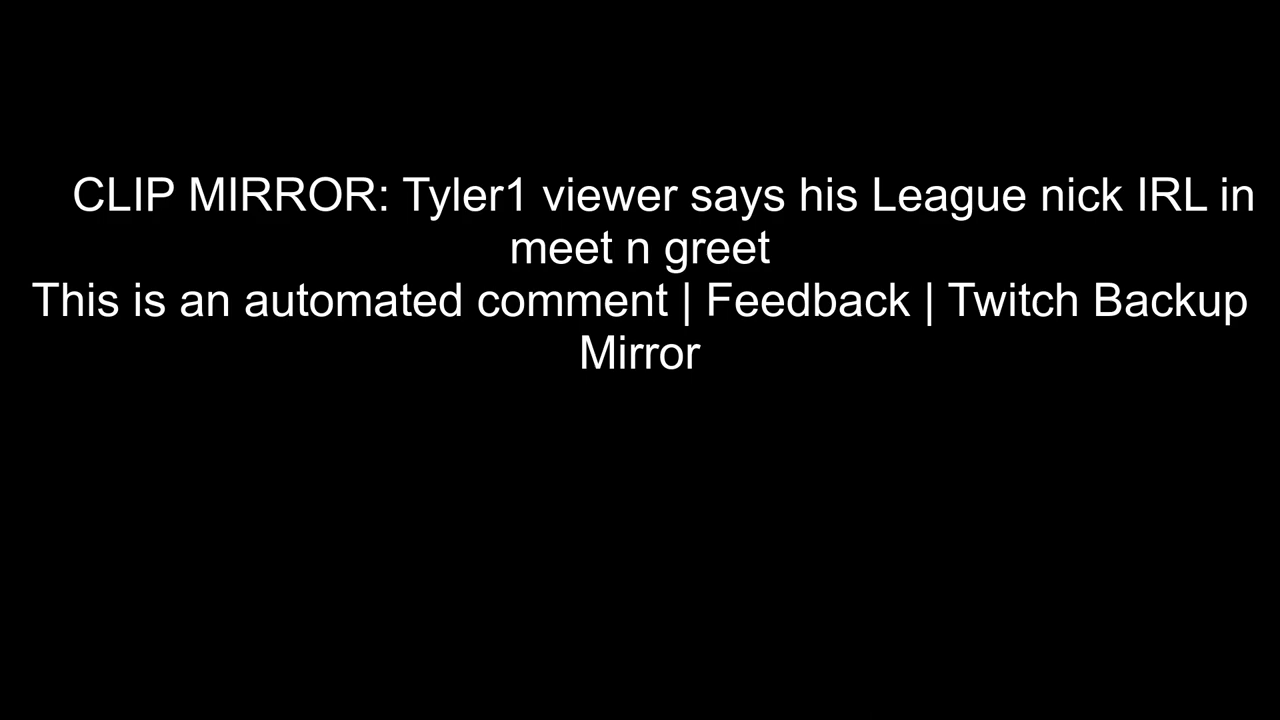 CLIP MIRROR: Tyler1 viewer says his League nick IRL in
meet n greet
This is an automated comment | Feedback | Twitch Backup
Mirror